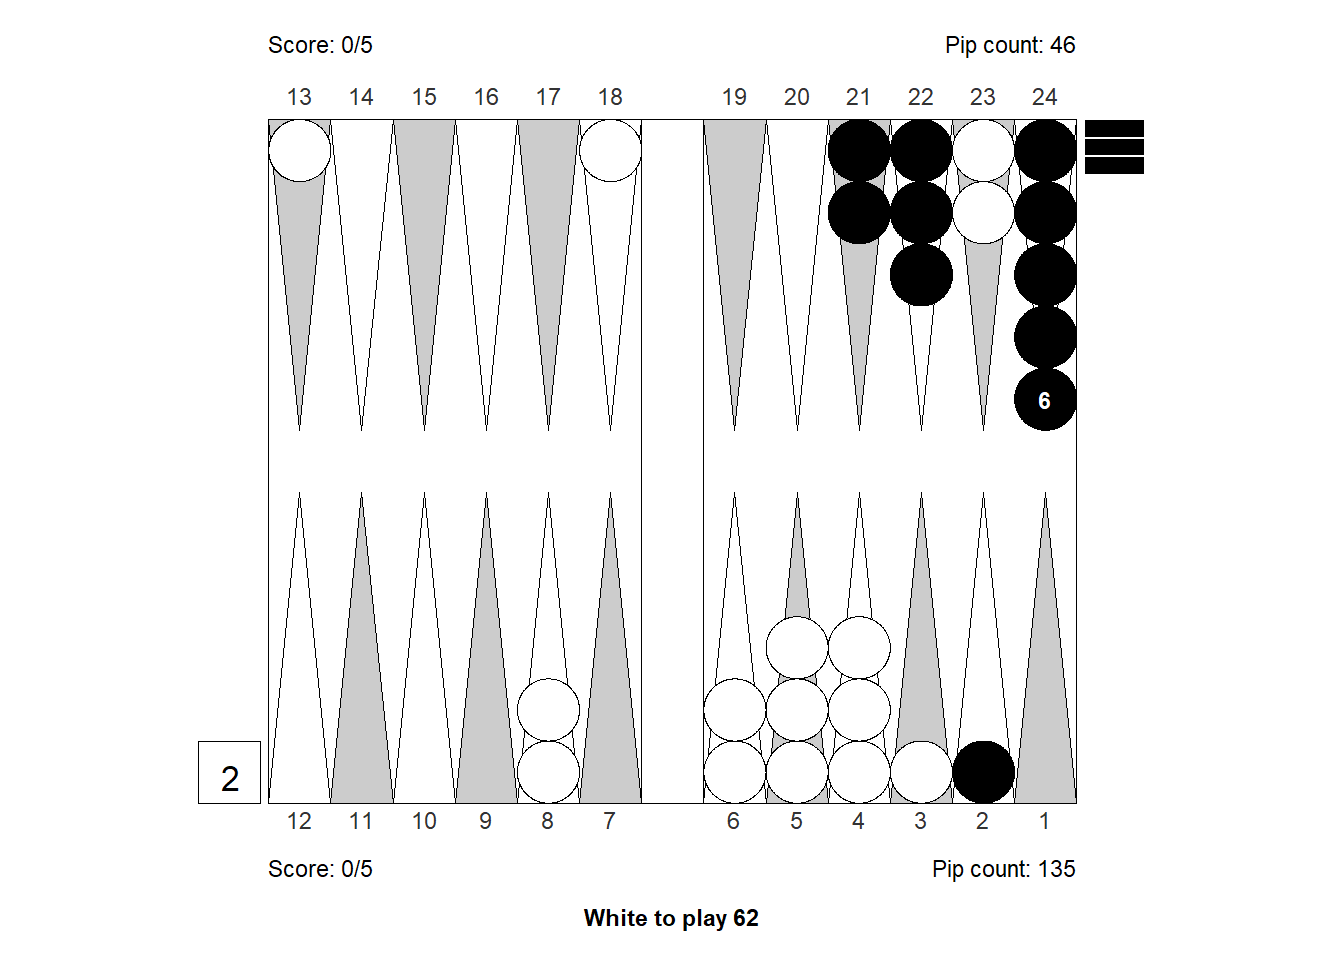 Score: 0/5 Pip count: 46
13 14 15 16 17 18 19 20 21 22 23 24
6
2
12 11 10 9 8 7 6 5 4 3 2 1
Score: 0/5 Pip count: 135
White to play 62